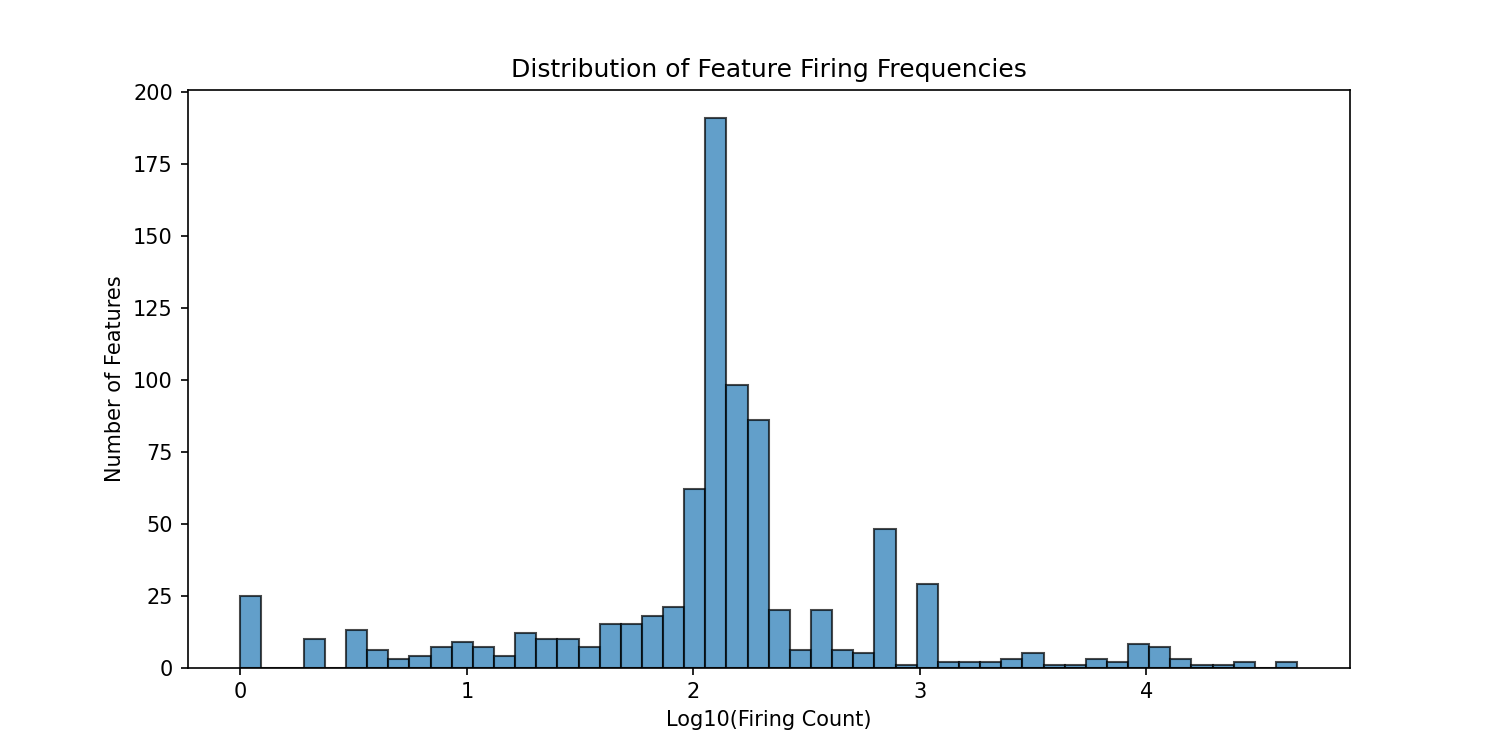 Distribution of Feature Firing Frequencies
200
175
150
125
100
75
50
25
0
Number of Features
0 1 2 3 4
Log10(Firing Count)